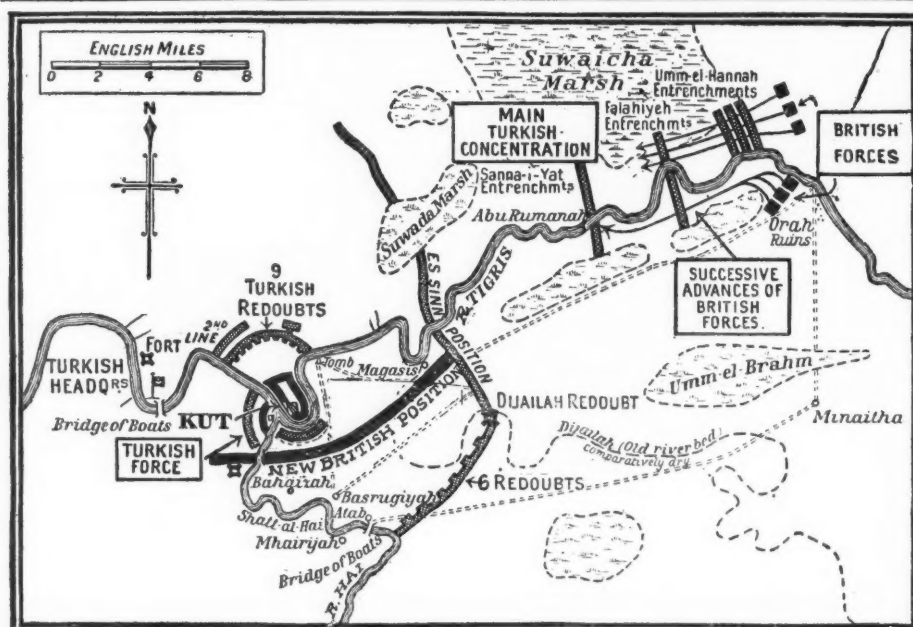 ENGLISH MILES
0 2 4 6 8
N
Suwaicha
Marsh
Umm-el-Hannah
Entrenchments
Falahiyeh
Entrenchmts
MAIN
TURKISH
CONCENTRATION
BRITISH
FORCES
Sanna-i-Yat
Entrenchmts
Suwada Marsh
Abu Rumanah
Orah
Ruins
ES SINN
POSITION
R. TIGRIS
SUCCESSIVE
ADVANCES OF
BRITISH
FORCES.
9
TURKISH
REDOUBTS
2ND
LINE
FORT
TURKISH
HEADQRS
Tomb
Magasis
Umm-el-Brahm
Bridge of Boats
KUT
DUAILAH REDOUBT
Minaitha
TURKISH
FORCE
NEW BRITISH POSITION
Dujailah (Old river bed)
comparatively dry
Bahairah
←6 REDOUBTS
Basrugiyah
Atab
Shatt-al-Hai
Mhairijah
Bridge of Boats
R. HAI